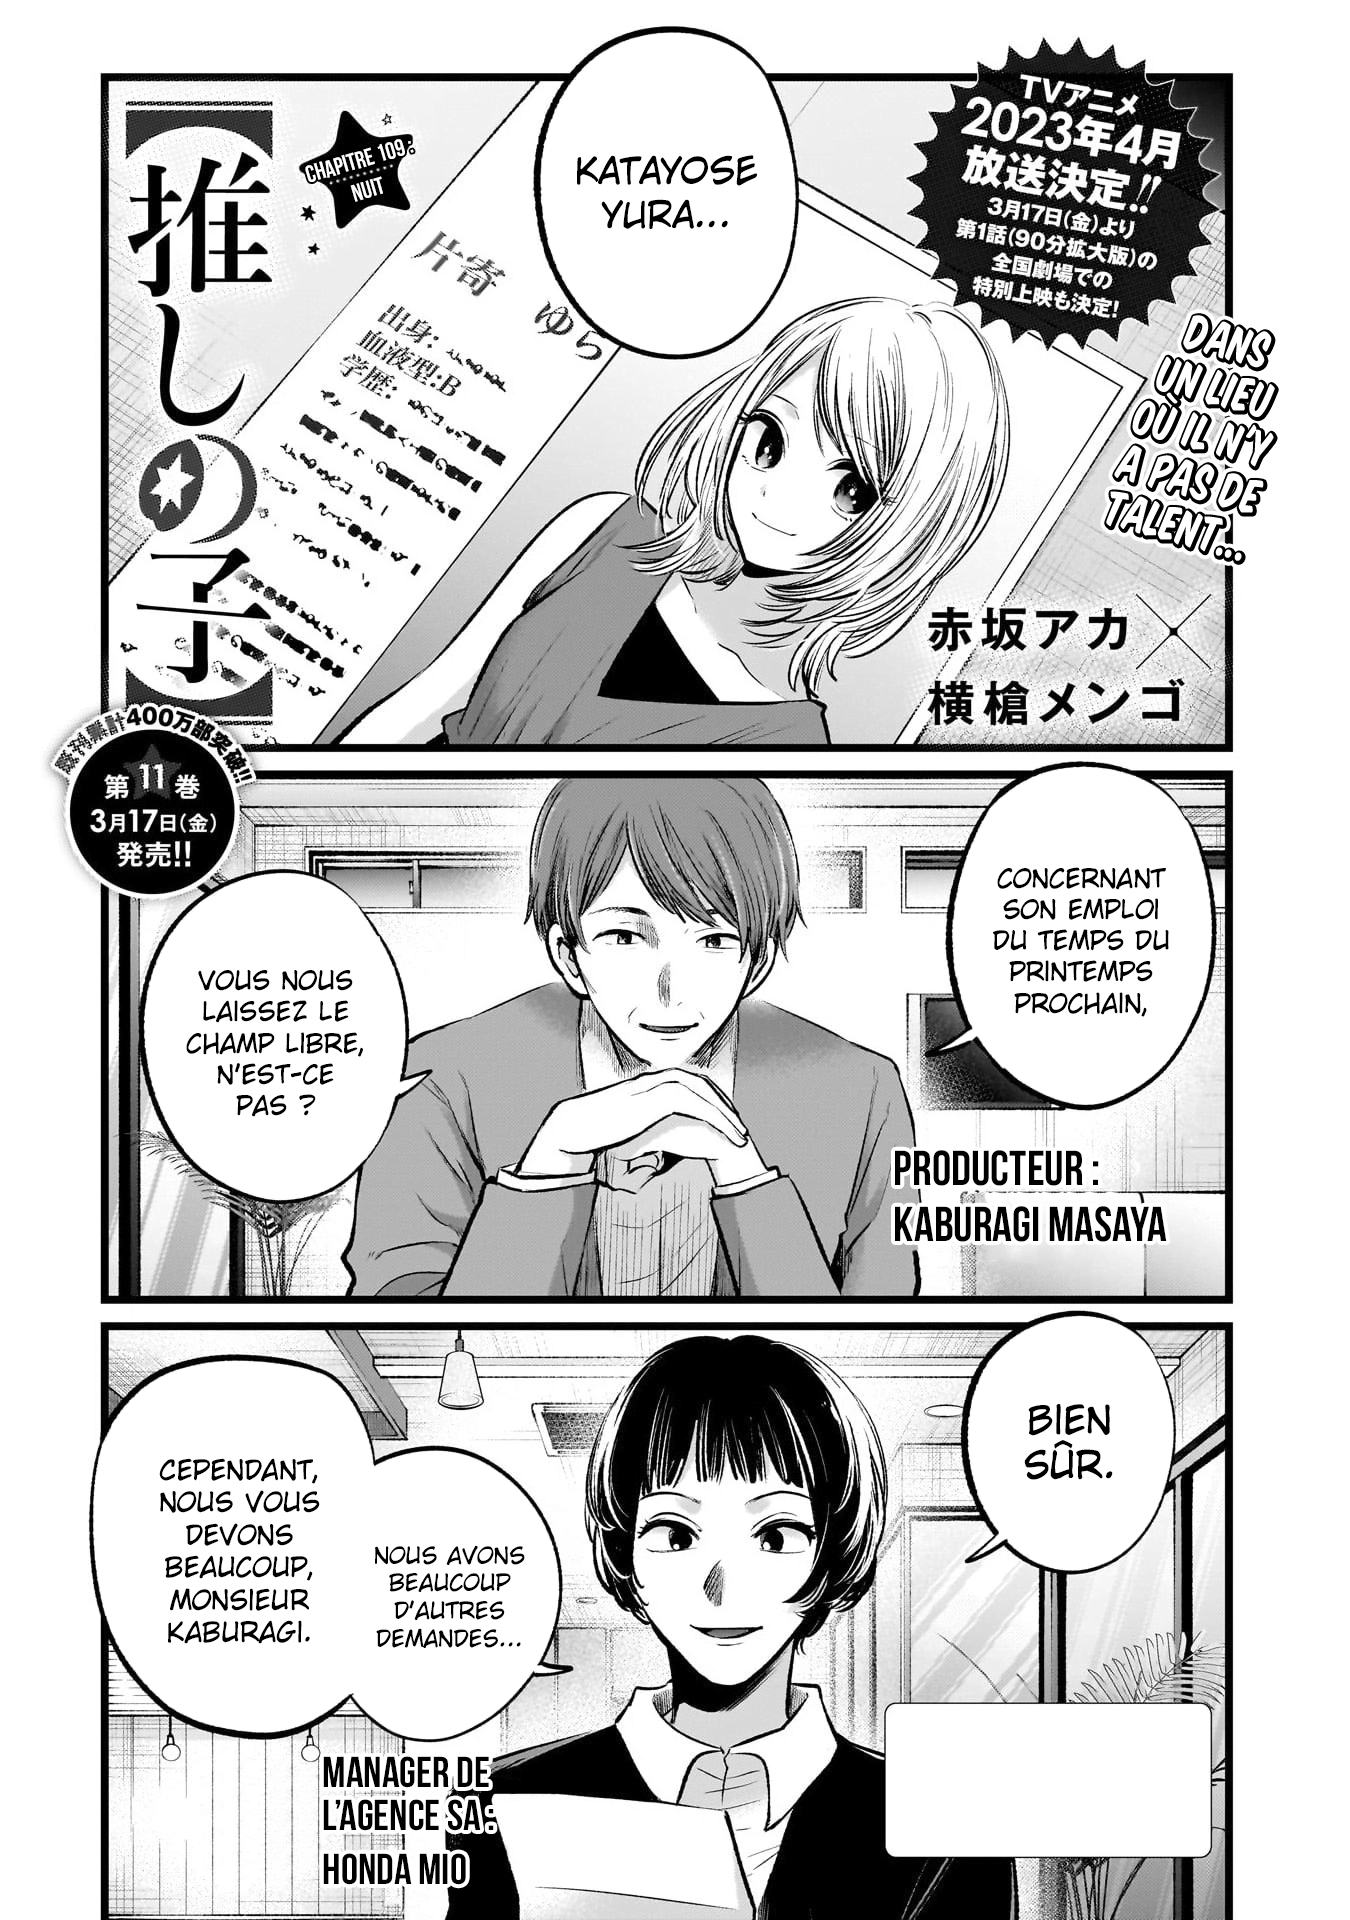 TVアニメ
2023年4月
放送決定!!
3月17日(金)より
第1話(90分拡大版)の
全国劇場での
特別上映も決定!
CHAPITRE 109 :
NUIT
【推しの子】
KATAYOSE
YURA...
片寄 ゆら
出身:
血液型:B
学歴:
DANS
UN LIEU
OÙ IL N'Y
A PAS DE
TALENT...
赤坂アカ×
横槍メンゴ
400万部突破!!
第11巻
3月17日(金)
発売!!
CONCERNANT
SON EMPLOI
DU TEMPS DU
PRINTEMPS
PROCHAIN,
VOUS NOUS
LAISSEZ LE
CHAMP LIBRE,
N'EST-CE
PAS ?
PRODUCTEUR :
KABURAGI MASAYA
BIEN
SÛR.
NOUS AVONS
BEAUCOUP
D'AUTRES
DEMANDES...
CEPENDANT,
NOUS VOUS
DEVONS
BEAUCOUP,
MONSIEUR
KABURAGI.
MANAGER DE
L'AGENCE SA :
HONDA MIO